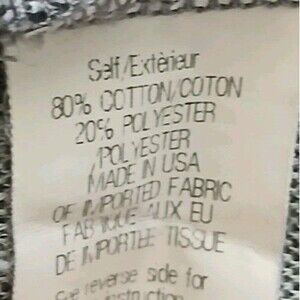 Self/Extérieur
80% COTTON/COTON
20% POLYESTER
/POLYESTER
MADE IN USA
OF IMPORTED FABRIC
FABRIQUE AUX EU
DE IMPORTEE TISSUE
See reverse side for